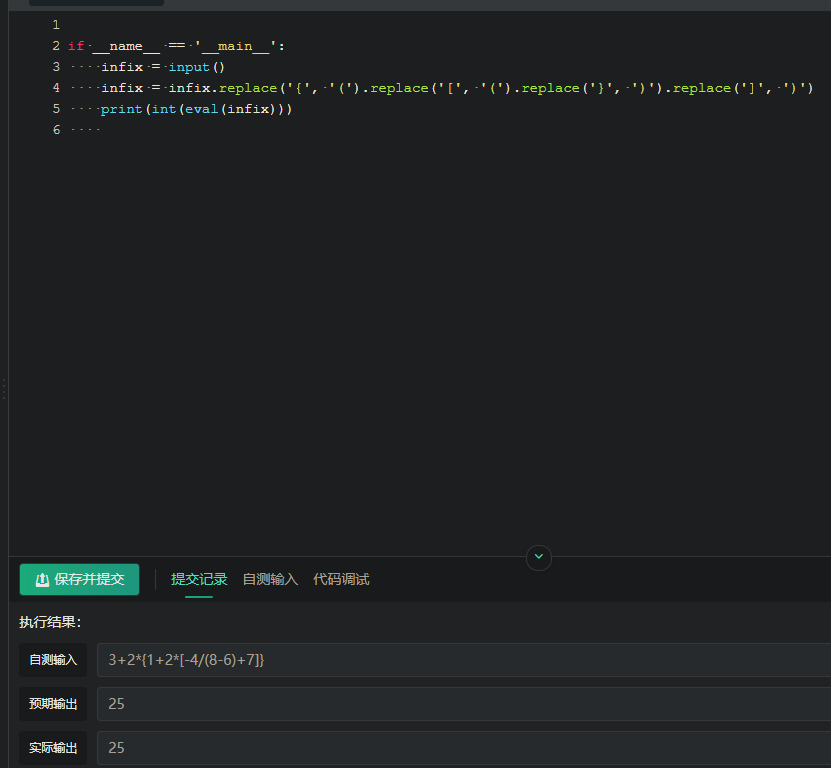 1
2 if __name__ == '__main__':
3     infix = input()
4     infix = infix.replace('{', '(').replace('[', '(').replace('}', ')').replace(']', ')')
5     print(int(eval(infix)))
6
保存并提交 提交记录 自测输入 代码调试
执行结果：
自测输入 3+2*{1+2*[-4/(8-6)+7]}
预期输出 25
实际输出 25